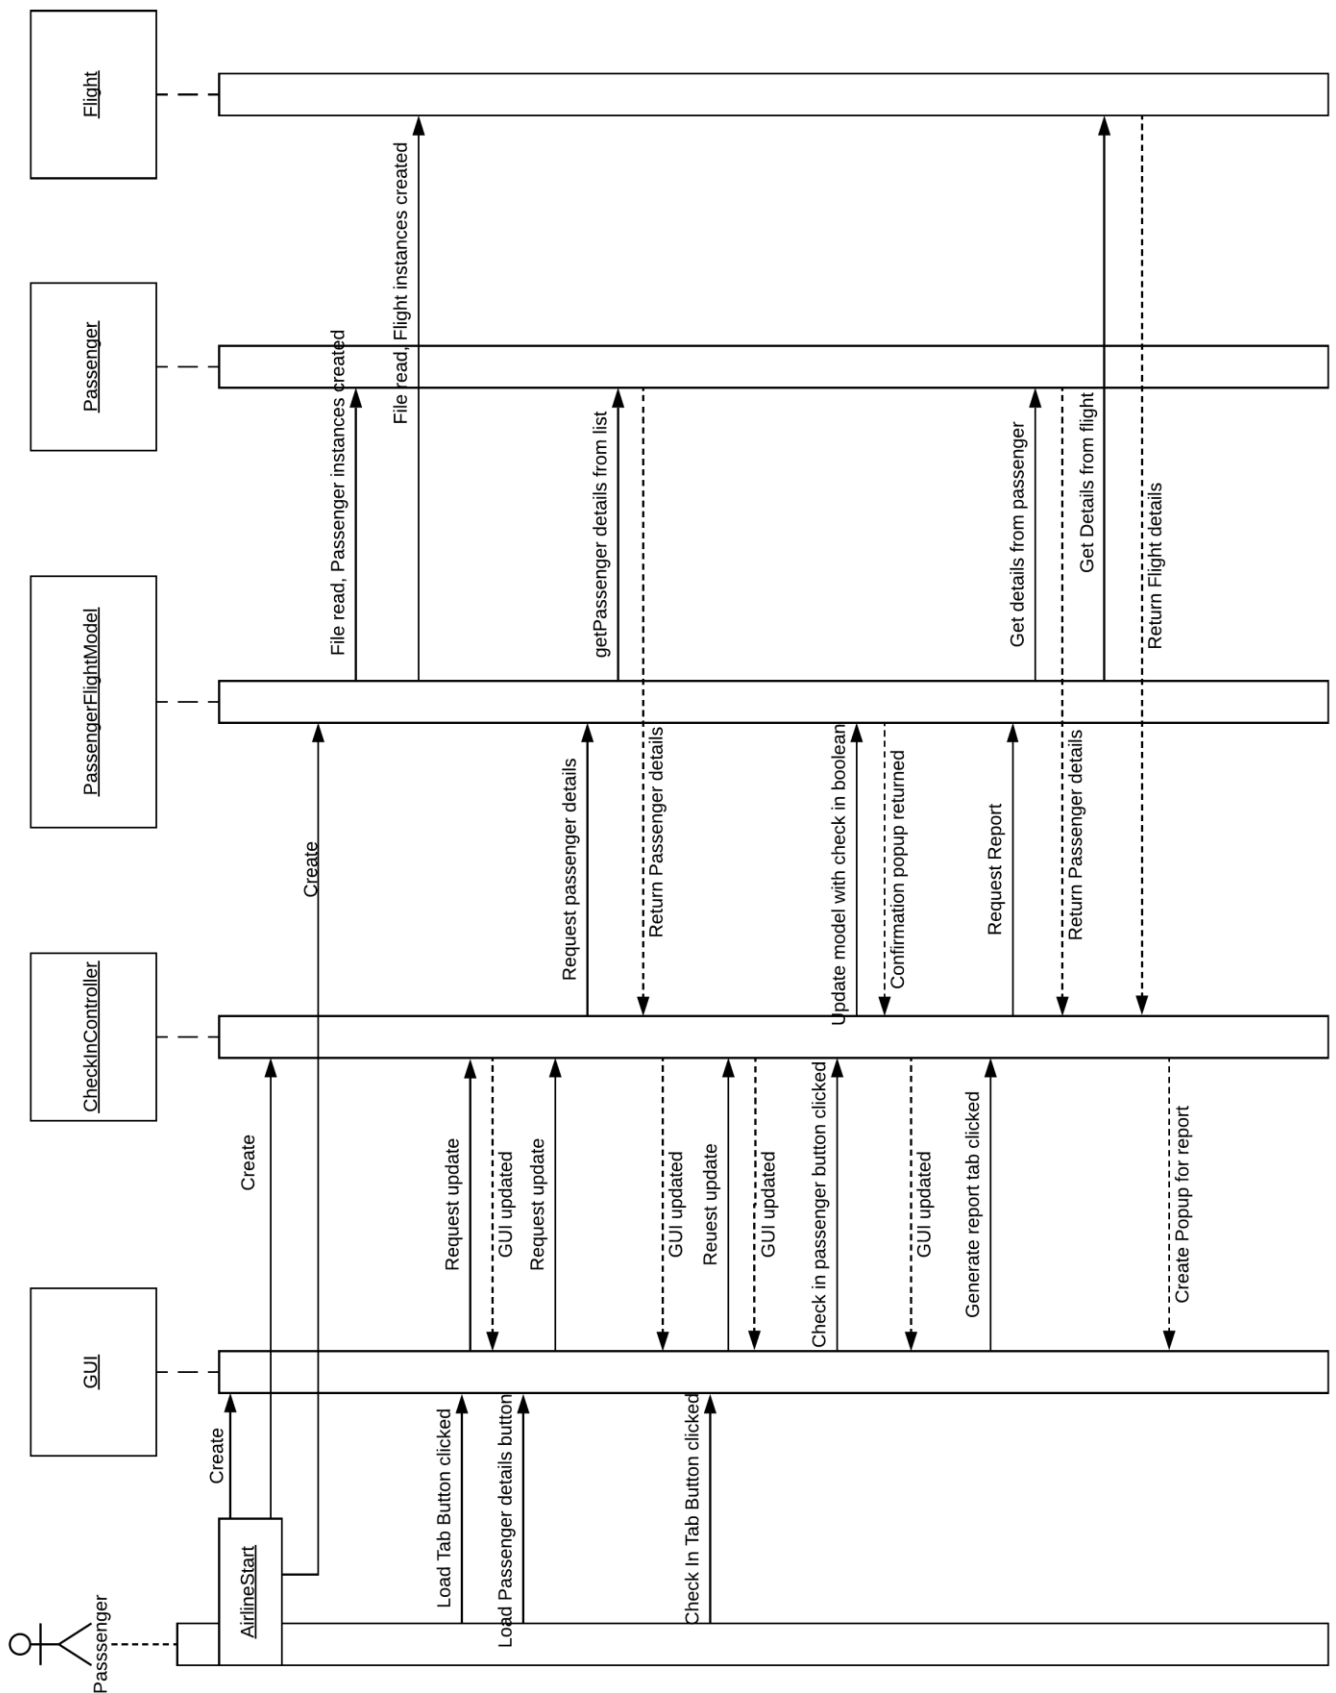 Passsenger
AirlineStart
GUI
CheckInController
PassengerFlightModel
Passenger
Flight
Create
Create
Create
File read, Passenger instances created
File read, Flight instances created
Load Tab Button clicked
Request update
GUI updated
Load Passenger details button
Request update
Request passenger details
getPassenger details from list
Return Passenger details
GUI updated
Check In Tab Button clicked
Reuest update
GUI updated
Check in passenger button clicked
Update model with check in boolean
Confirmation popup returned
GUI updated
Generate report tab clicked
Request Report
Get details from passenger
Return Passenger details
Get Details from flight
Return Flight details
Create Popup for report